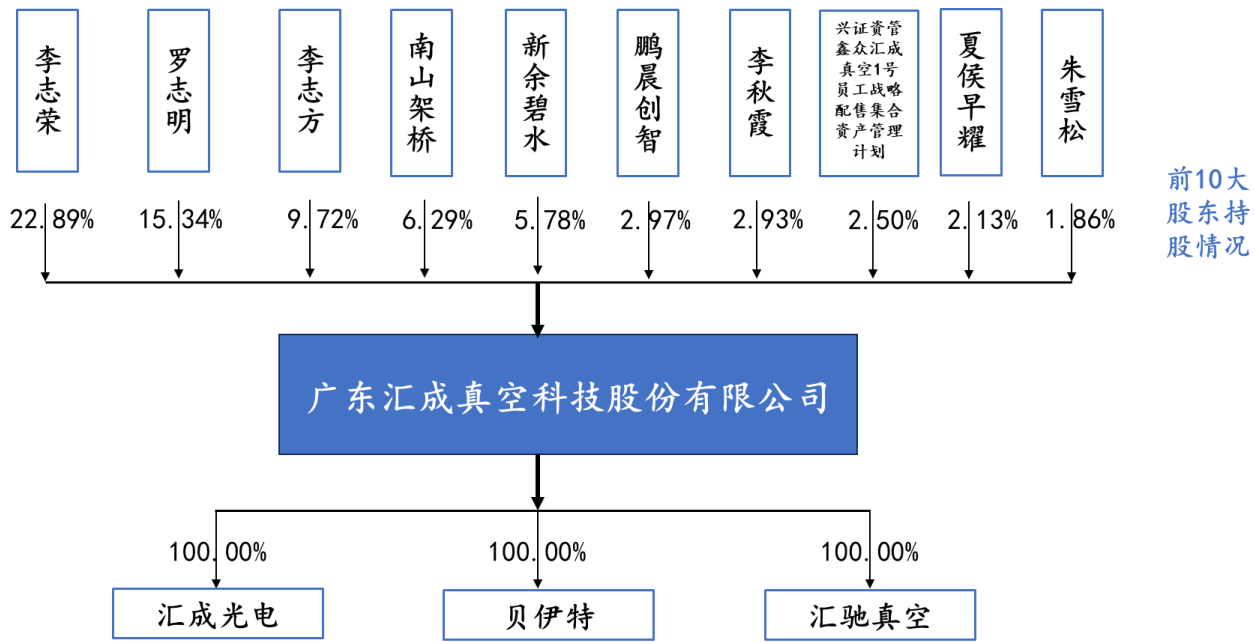 李志荣
罗志明
李志方
南山架桥
新余碧水
鹏晨创智
李秋霞
兴证资管
鑫众汇成
真空1号
员工战略
配售集合
资产管理
计划
夏侯早耀
朱雪松
22.89%
15.34%
9.72%
6.29%
5.78%
2.97%
2.93%
2.50%
2.13%
1.86%
前10大
股东持
股情况
广东汇成真空科技股份有限公司
100.00%
100.00%
100.00%
汇成光电
贝伊特
汇驰真空